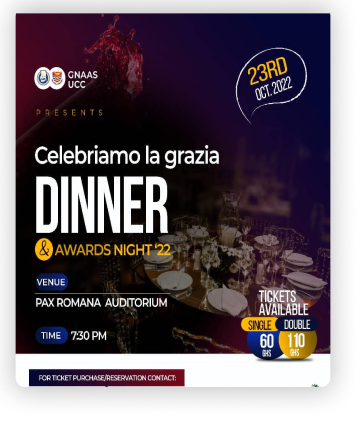 GNAAS
UCC
PRESENTS
23RD
OCT. 2022
Celebriamo la grazia
DINNER
& AWARDS NIGHT '22
VENUE
PAX ROMANA AUDITORIUM
TIME 7:30 PM
TICKETS
AVAILABLE
SINGLE DOUBLE
60 110
GHS GHS
FOR TICKET PURCHASE/RESERVATION CONTACT: